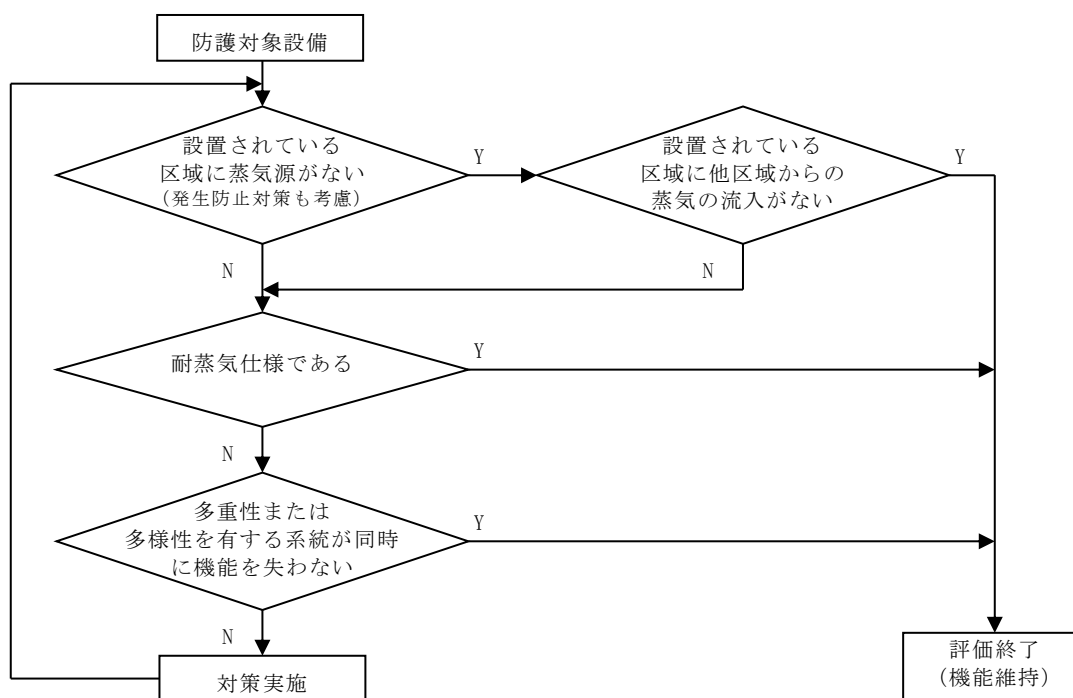 防護対象設備
設置されている
区域に蒸気源がない
(発生防止対策も考慮)
Y
設置されている
区域に他区域からの
蒸気の流入がない
Y
N
N
耐蒸気仕様である
Y
N
多重性または
多様性を有する系統が同時
に機能を失わない
Y
N
対策実施
評価終了
(機能維持)